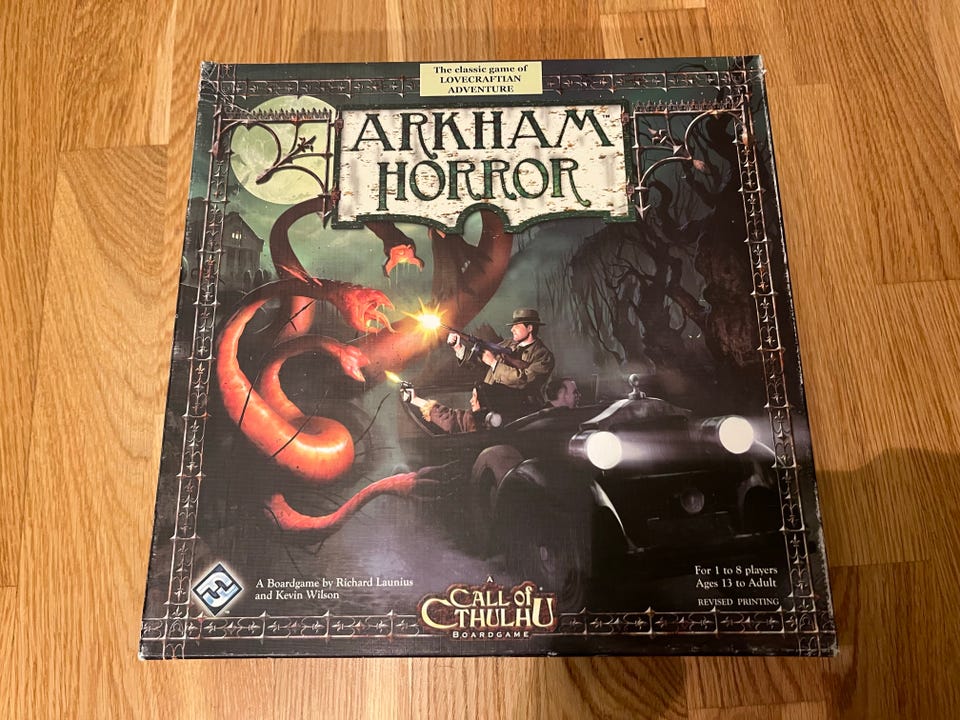 The classic game of
LOVECRAFTIAN
ADVENTURE
ARKHAM
HORROR
A Boardgame by Richard Launius
and Kevin Wilson
A
CALL OF
CTHULHU
BOARDGAME
For 1 to 8 players
Ages 13 to Adult
REVISED PRINTING